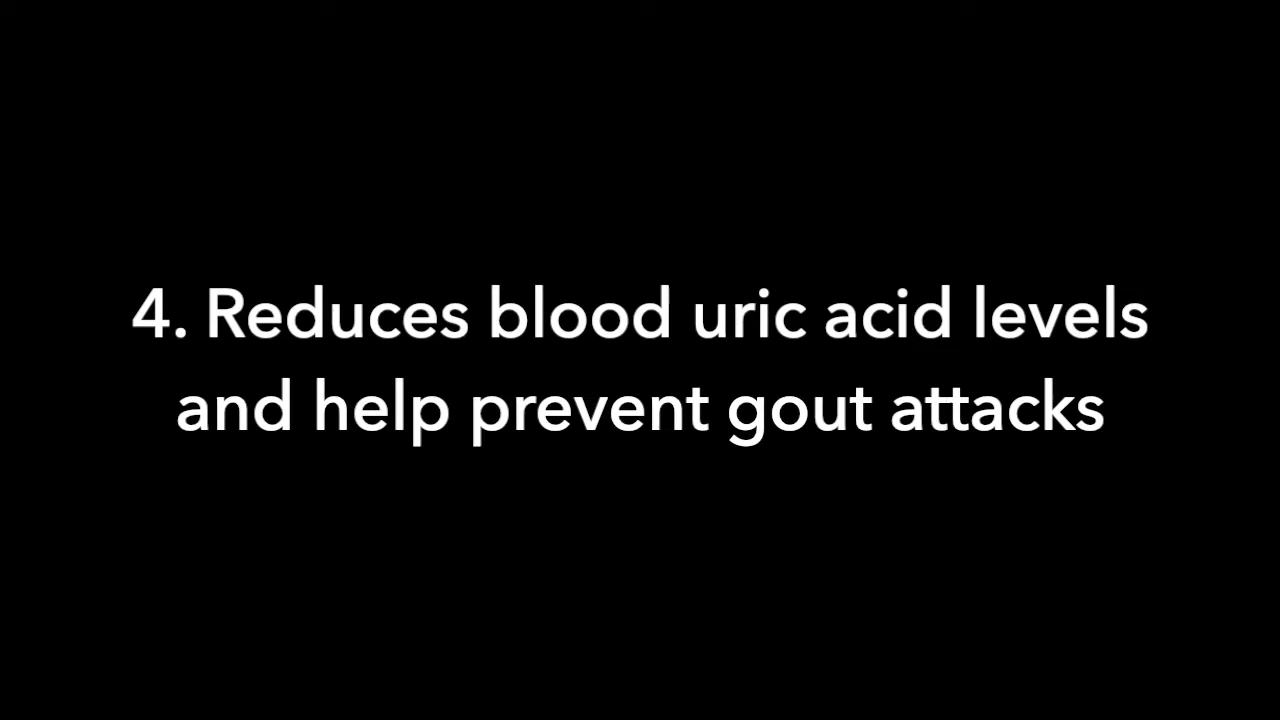 4. Reduces blood uric acid levels
and help prevent gout attacks